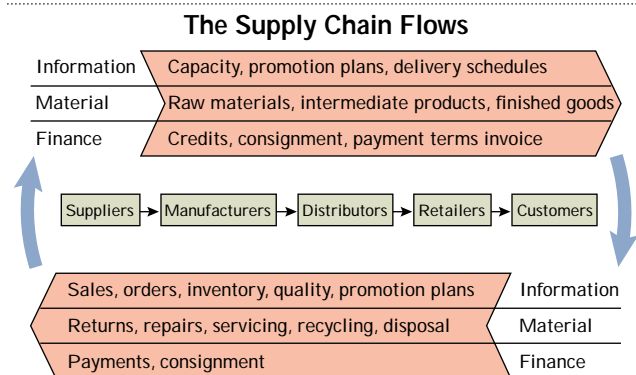 The Supply Chain Flows
Information Capacity, promotion plans, delivery schedules
Material Raw materials, intermediate products, finished goods
Finance Credits, consignment, payment terms invoice
Suppliers Manufacturers Distributors Retailers Customers
Sales, orders, inventory, quality, promotion plans Information
Returns, repairs, servicing, recycling, disposal Material
Payments, consignment Finance